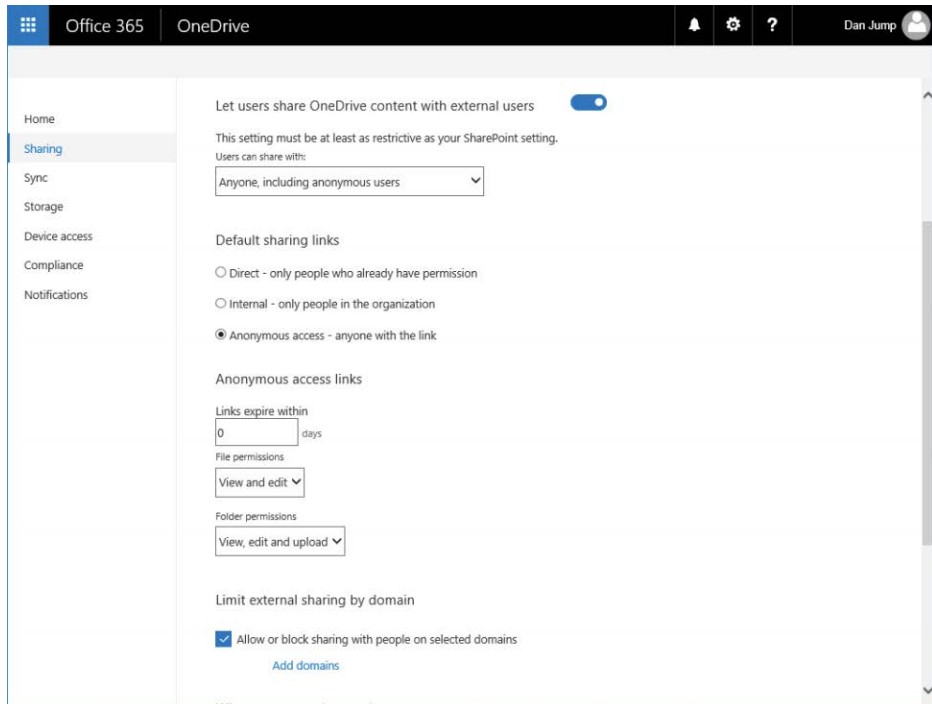 Office 365 OneDrive ? Dan Jump
Home
Sharing
Sync
Storage
Device access
Compliance
Notifications
Let users share OneDrive content with external users
This setting must be at least as restrictive as your SharePoint setting.
Users can share with:
Anyone, including anonymous users
Default sharing links
Direct - only people who already have permission
Internal - only people in the organization
Anonymous access - anyone with the link
Anonymous access links
Links expire within
0 days
File permissions
View and edit
Folder permissions
View, edit and upload
Limit external sharing by domain
Allow or block sharing with people on selected domains
Add domains